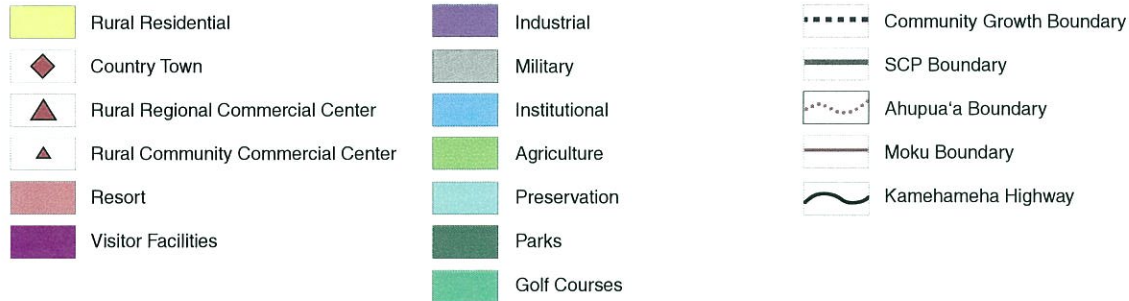 Rural Residential
Country Town
Rural Regional Commercial Center
Rural Community Commercial Center
Resort
Visitor Facilities
Industrial
Military
Institutional
Agriculture
Preservation
Parks
Golf Courses
Community Growth Boundary
SCP Boundary
Ahupuaʻa Boundary
Moku Boundary
Kamehameha Highway